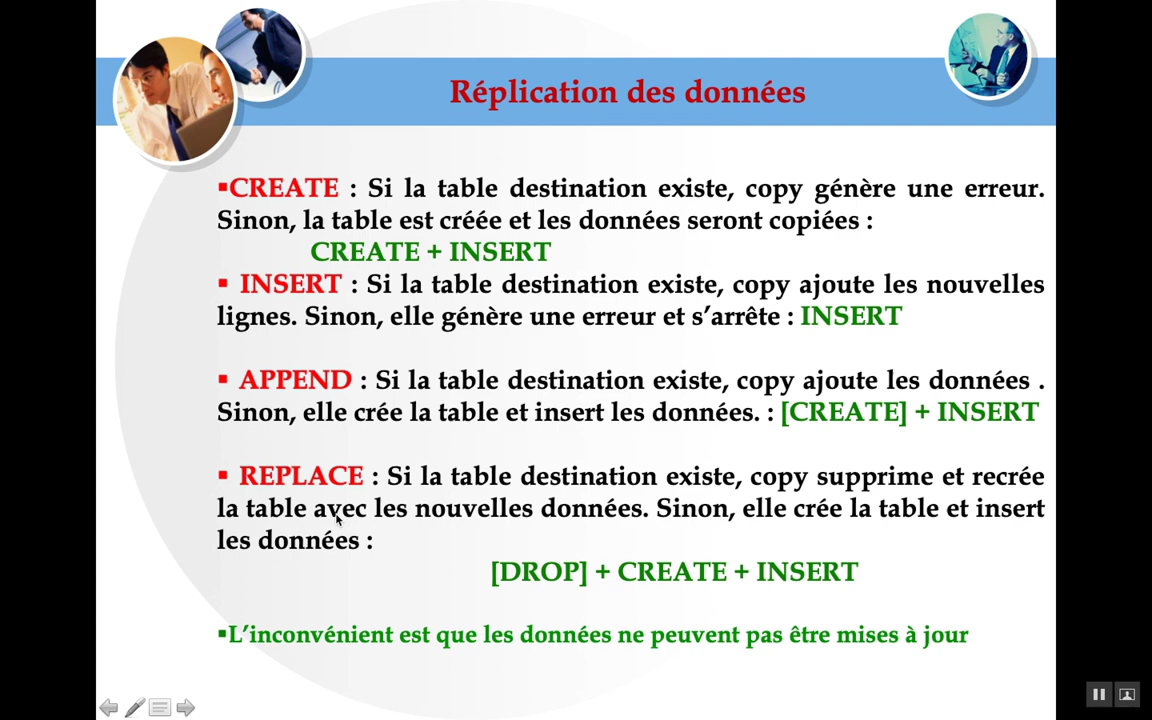 Réplication des données
▪CREATE : Si la table destination existe, copy génère une erreur.
Sinon, la table est créée et les données seront copiées :
CREATE + INSERT
▪ INSERT : Si la table destination existe, copy ajoute les nouvelles
lignes. Sinon, elle génère une erreur et s’arrête : INSERT
▪ APPEND : Si la table destination existe, copy ajoute les données .
Sinon, elle crée la table et insert les données. : [CREATE] + INSERT
▪ REPLACE : Si la table destination existe, copy supprime et recrée
la table avec les nouvelles données. Sinon, elle crée la table et insert
les données :
[DROP] + CREATE + INSERT
▪L’inconvénient est que les données ne peuvent pas être mises à jour